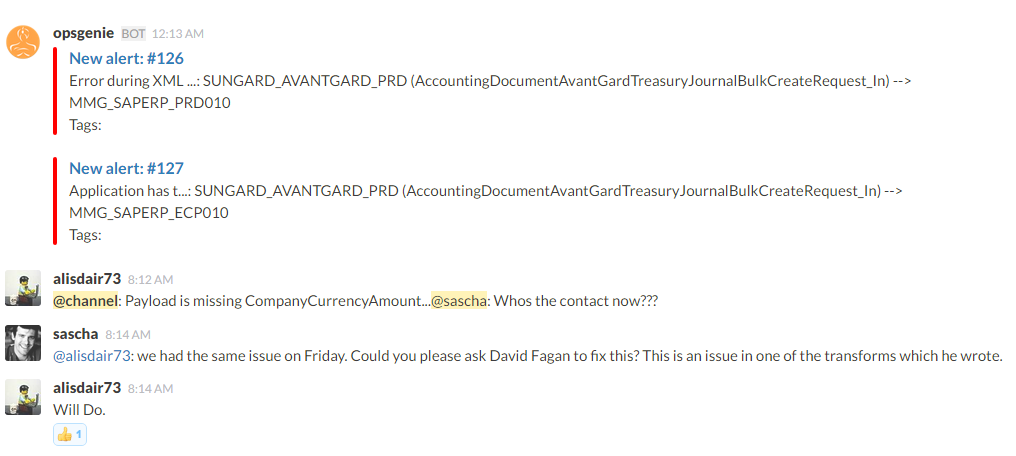 opsgenie BOT 12:13 AM
New alert: #126
Error during XML ...: SUNGARD_AVANTGARD_PRD (AccountingDocumentAvantGardTreasuryJournalBulkCreateRequest_In) -->
MMG_SAPERP_PRD010
Tags:
New alert: #127
Application has t...: SUNGARD_AVANTGARD_PRD (AccountingDocumentAvantGardTreasuryJournalBulkCreateRequest_In) -->
MMG_SAPERP_ECP010
Tags:
alisdair73 8:12 AM
@channel: Payload is missing CompanyCurrencyAmount...@sascha: Whos the contact now???
sascha 8:14 AM
@alisdair73: we had the same issue on Friday. Could you please ask David Fagan to fix this? This is an issue in one of the transforms which he wrote.
alisdair73 8:14 AM
Will Do.
👍 1